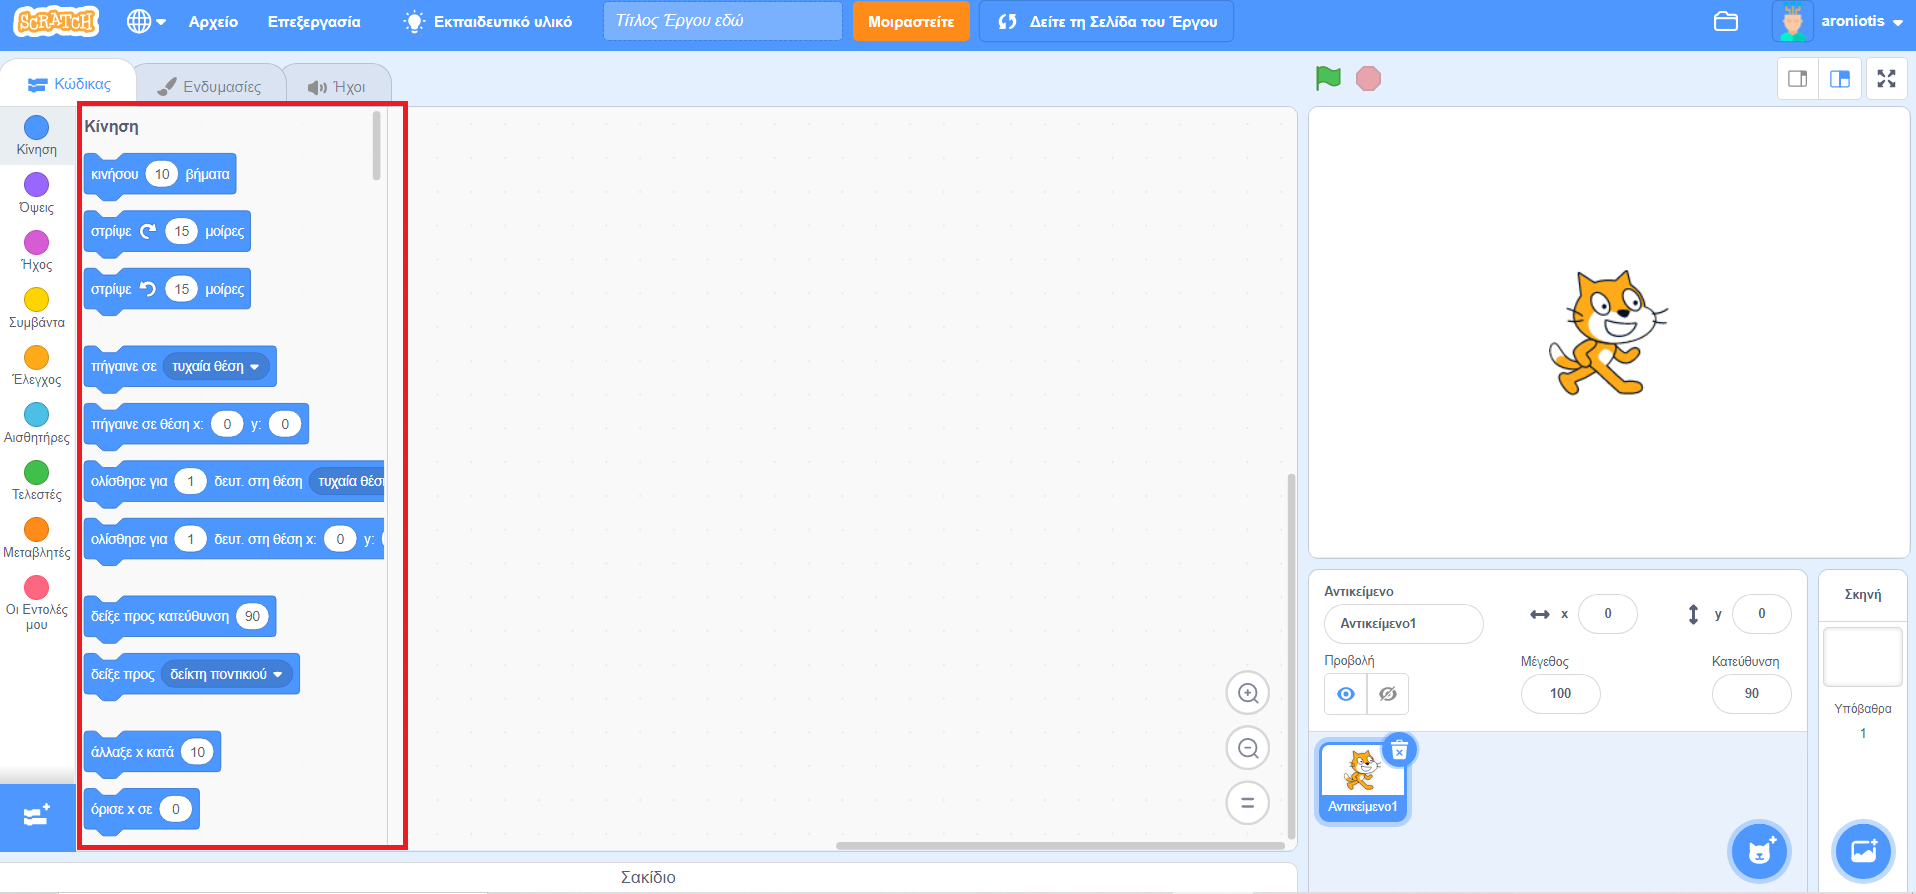 SCRATCH
Αρχείο
Επεξεργασία
Εκπαιδευτικό υλικό
Τίτλος Έργου εδώ
Μοιραστείτε
Δείτε τη Σελίδα του Έργου
aroniotis
Κώδικας
Ενδυμασίες
Ήχοι
Κίνηση
Όψεις
Ήχος
Συμβάντα
Έλεγχος
Αισθητήρες
Τελεστές
Μεταβλητές
Οι Εντολές
μου
Κίνηση
κινήσου 10 βήματα
στρίψε 15 μοίρες
στρίψε 15 μοίρες
πήγαινε σε τυχαία θέση
πήγαινε σε θέση x: 0 y: 0
ολίσθησε για 1 δευτ. στη θέση τυχαία θέσ
ολίσθησε για 1 δευτ. στη θέση x: 0 y:
δείξε προς κατεύθυνση 90
δείξε προς δείκτη ποντικιού
άλλαξε x κατά 10
όρισε x σε 0
Σακίδιο
Αντικείμενο
Αντικείμενο1
x 0
y 0
Προβολή
Μέγεθος
100
Κατεύθυνση
90
Αντικείμενο1
Σκηνή
Υπόβαθρα
1